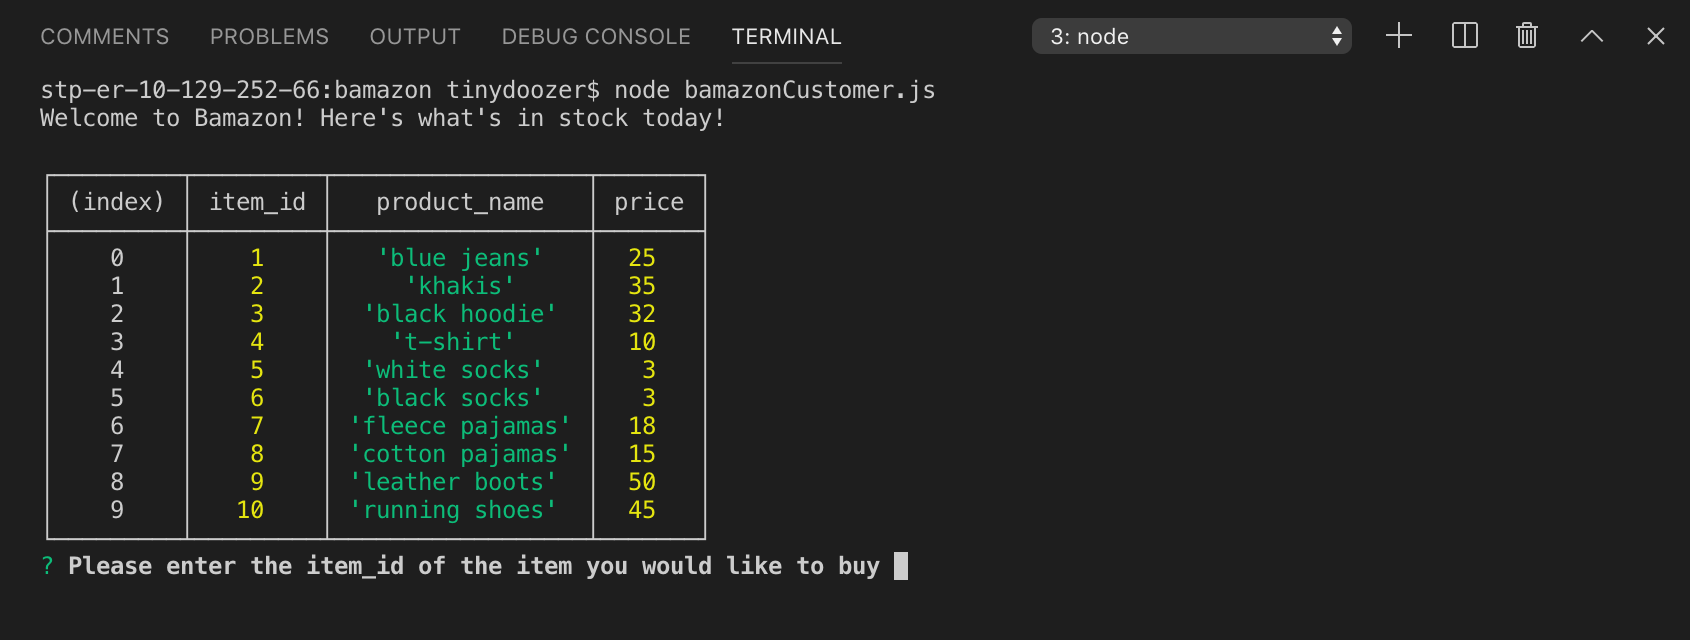 COMMENTS PROBLEMS OUTPUT DEBUG CONSOLE TERMINAL 3: node
stp-er-10-129-252-66:bamazon tinydoozer$ node bamazonCustomer.js
Welcome to Bamazon! Here's what's in stock today!
(index) item_id product_name price
0 1 'blue jeans' 25
1 2 'khakis' 35
2 3 'black hoodie' 32
3 4 't-shirt' 10
4 5 'white socks' 3
5 6 'black socks' 3
6 7 'fleece pajamas' 18
7 8 'cotton pajamas' 15
8 9 'leather boots' 50
9 10 'running shoes' 45
? Please enter the item_id of the item you would like to buy